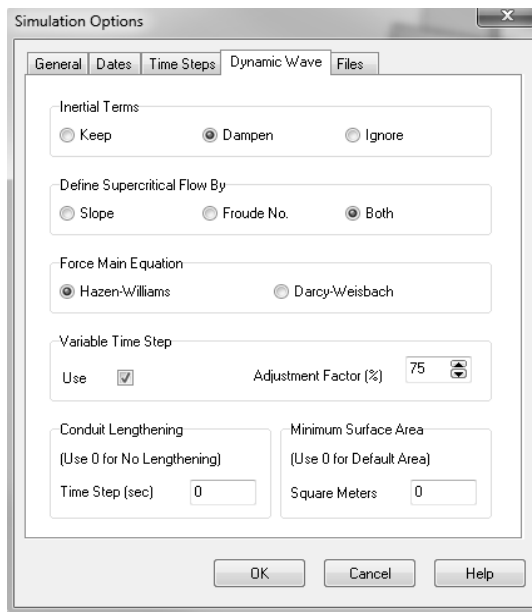 Simulation Options
General Dates Time Steps Dynamic Wave Files
Inertial Terms
Keep Dampen Ignore
Define Supercritical Flow By
Slope Froude No. Both
Force Main Equation
Hazen-Williams Darcy-Weisbach
Variable Time Step
Use Adjustment Factor (%) 75
Conduit Lengthening
(Use 0 for No Lengthening)
Time Step (sec) 0
Minimum Surface Area
(Use 0 for Default Area)
Square Meters 0
OK Cancel Help